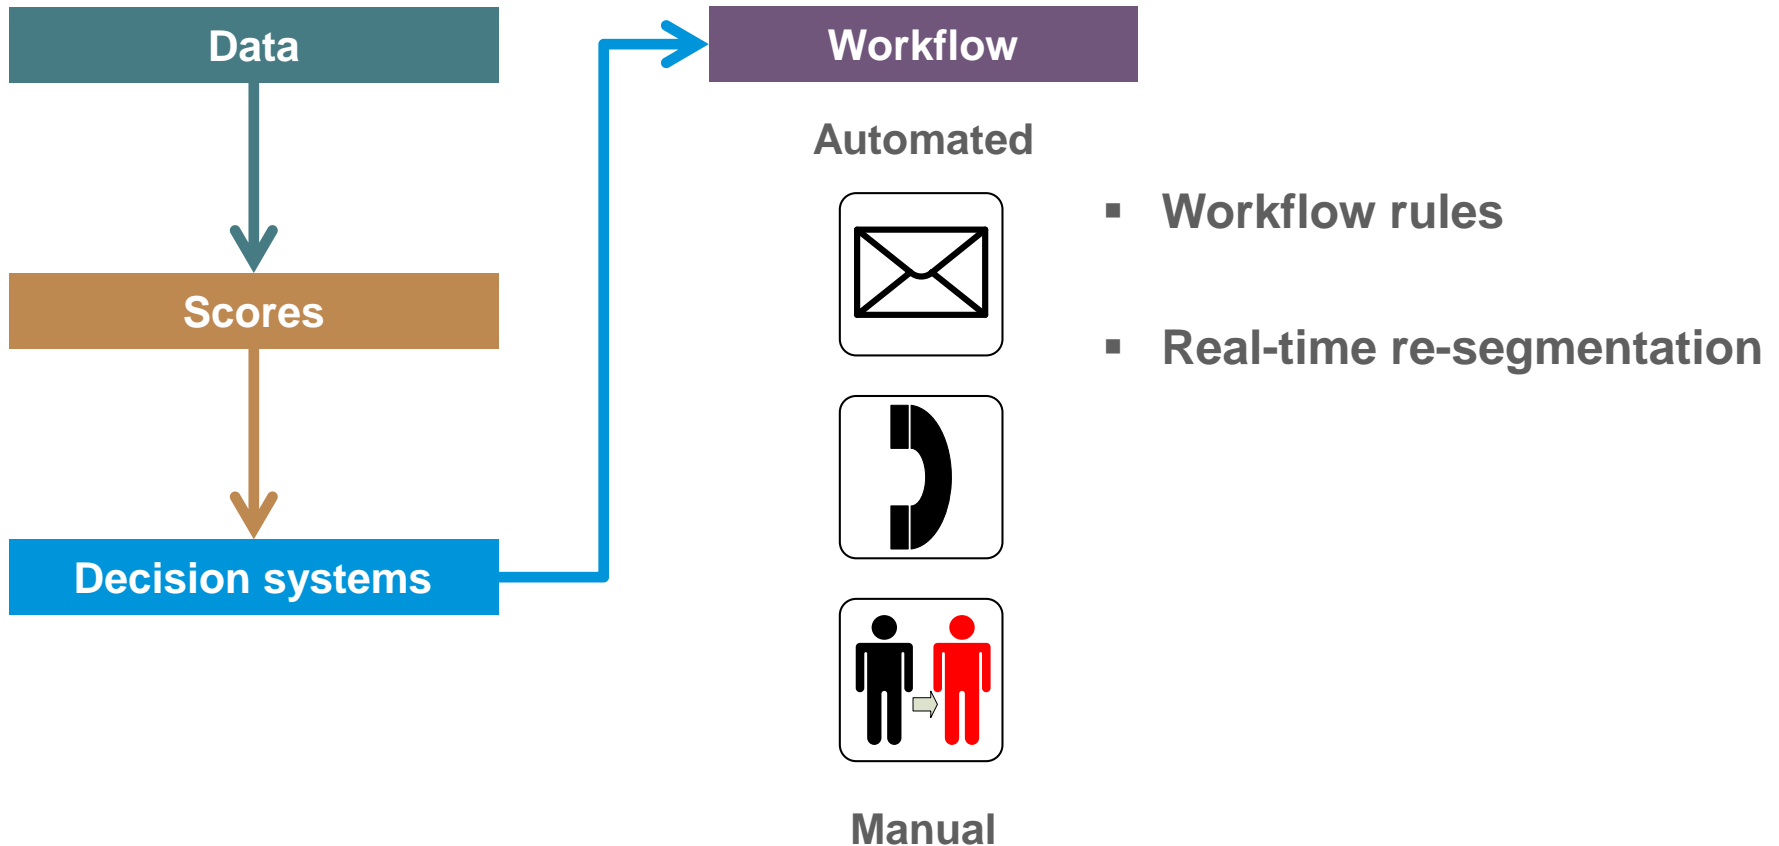 Data
Scores
Decision systems
Workflow
Automated
Manual
▪ Workflow rules
▪ Real-time re-segmentation